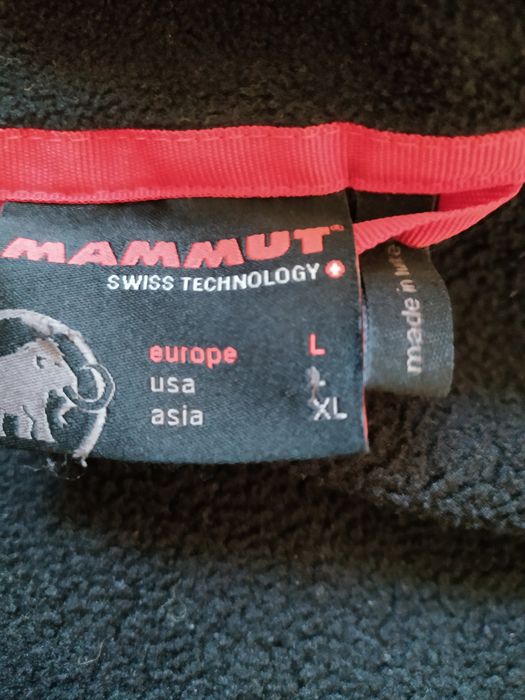 MAMMUT
SWISS TECHNOLOGY
europe L
usa L
asia XL
made in